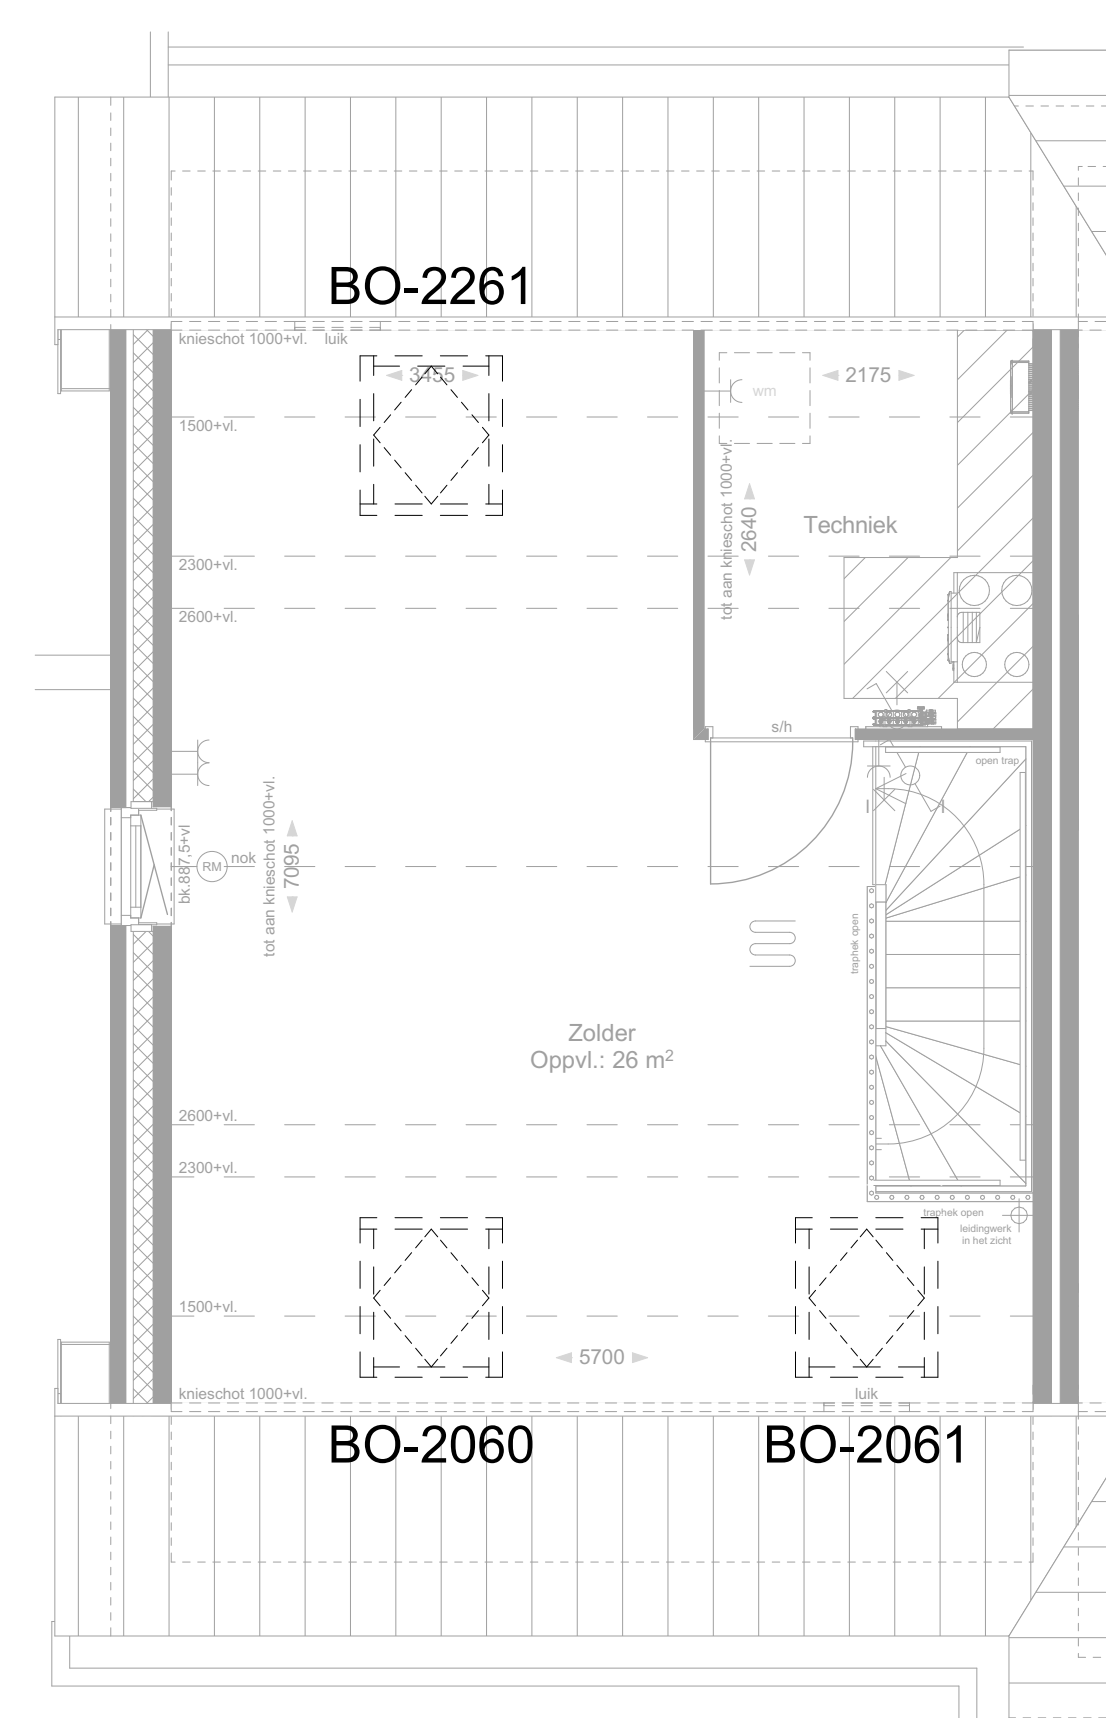 BO-2261
knieschot 1000+vl.
luik
3455
2175
wm
1500+vl.
tot aan knieschot 1000+vl.
2640
Techniek
2300+vl.
2600+vl.
s/h
open trap
bk.887,5+vl
RM
nok
tot aan knieschot 1000+vl.
7095
traphek open
Zolder
Oppvl.: 26 m²
2600+vl.
2300+vl.
traphek open
leidingwerk
in het zicht
1500+vl.
5700
knieschot 1000+vl.
luik
BO-2060
BO-2061